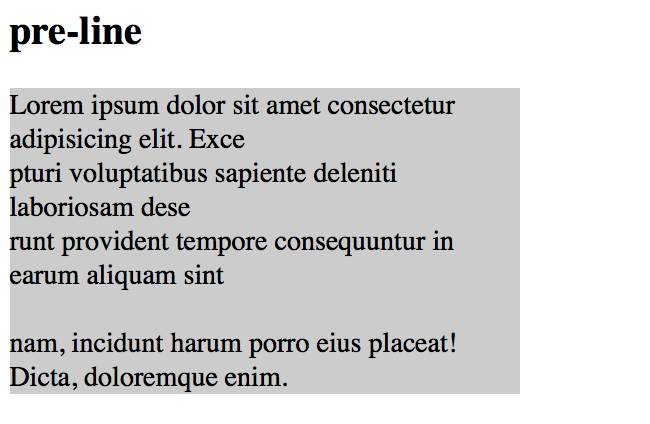 pre-line
Lorem ipsum dolor sit amet consectetur
adipisicing elit. Exce
pturi voluptatibus sapiente deleniti
laboriosam dese
runt provident tempore consequuntur in
earum aliquam sint
nam, incidunt harum porro eius placeat!
Dicta, doloremque enim.